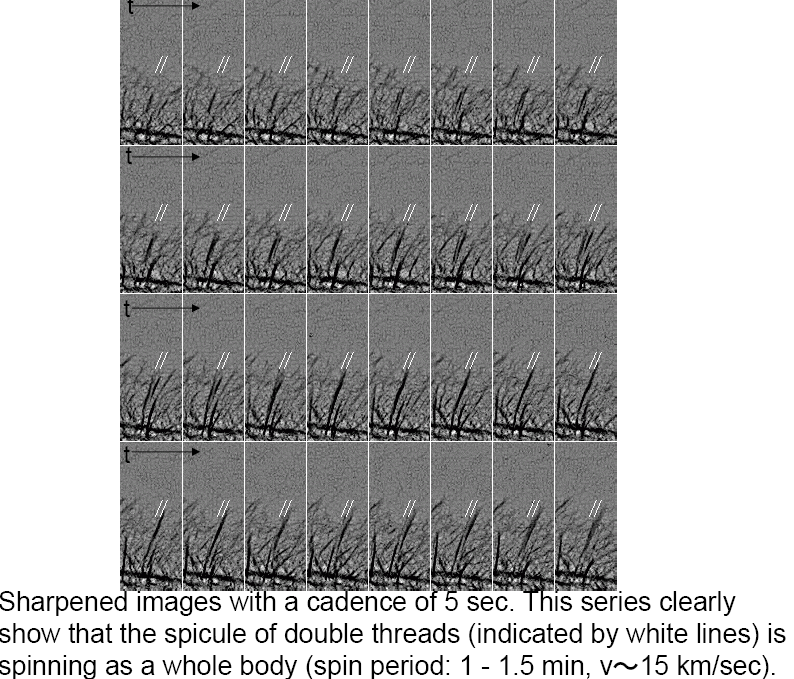 t
t
t
t
Sharpened images with a cadence of 5 sec. This series clearly
show that the spicule of double threads (indicated by white lines) is
spinning as a whole body (spin period: 1 - 1.5 min, v～15 km/sec).